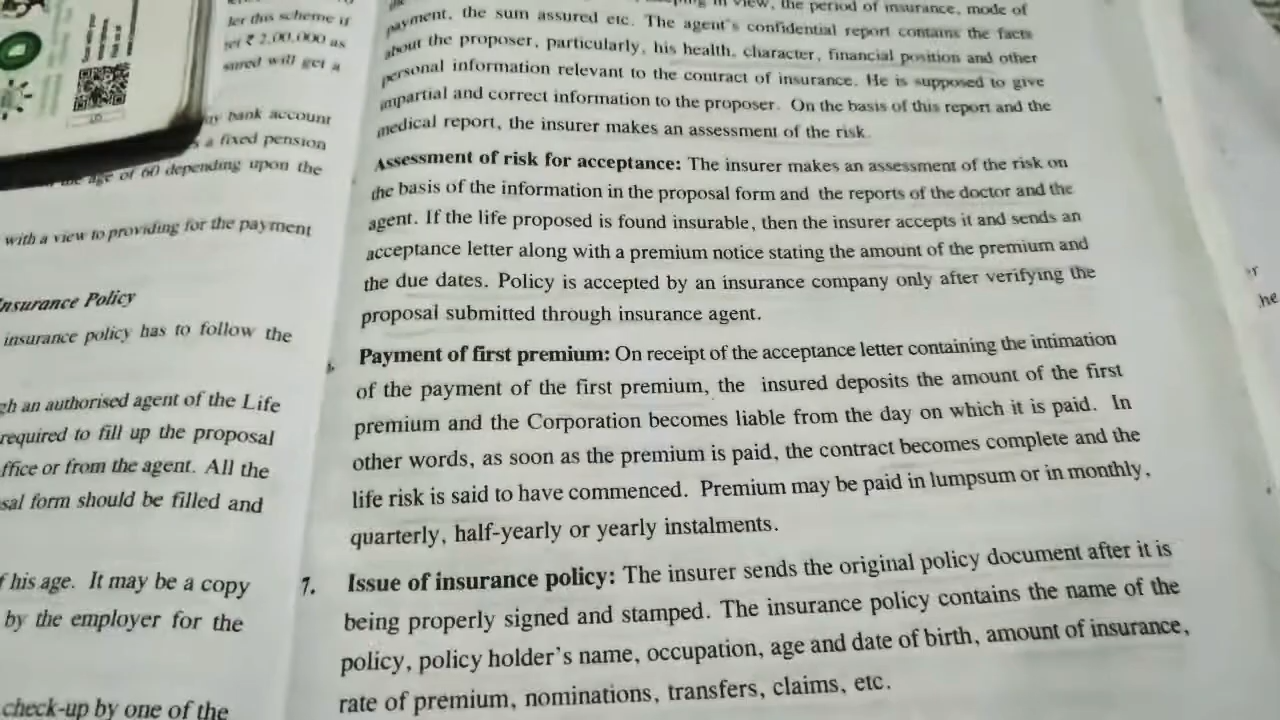 ler this scheme if
₹ 2,00,000 as
sured will get a
bank account
a fixed pension
age of 60 depending upon the
with a view to providing for the payment
Insurance Policy
insurance policy has to follow the
gh an authorised agent of the Life
required to fill up the proposal
ffice or from the agent. All the
sal form should be filled and
f his age. It may be a copy
by the employer for the
check-up by one of the
in view, the period of insurance, mode of
payment, the sum assured etc. The agent's confidential report contains the facts
about the proposer, particularly, his health, character, financial position and other
personal information relevant to the contract of insurance. He is supposed to give
impartial and correct information to the proposer. On the basis of this report and the
medical report, the insurer makes an assessment of the risk.
Assessment of risk for acceptance: The insurer makes an assessment of the risk on
the basis of the information in the proposal form and the reports of the doctor and the
agent. If the life proposed is found insurable, then the insurer accepts it and sends an
acceptance letter along with a premium notice stating the amount of the premium and
the due dates. Policy is accepted by an insurance company only after verifying the
proposal submitted through insurance agent.
Payment of first premium: On receipt of the acceptance letter containing the intimation
of the payment of the first premium, the insured deposits the amount of the first
premium and the Corporation becomes liable from the day on which it is paid. In
other words, as soon as the premium is paid, the contract becomes complete and the
life risk is said to have commenced. Premium may be paid in lumpsum or in monthly,
quarterly, half-yearly or yearly instalments.
7. Issue of insurance policy: The insurer sends the original policy document after it is
being properly signed and stamped. The insurance policy contains the name of the
policy, policy holder's name, occupation, age and date of birth, amount of insurance,
rate of premium, nominations, transfers, claims, etc.
he